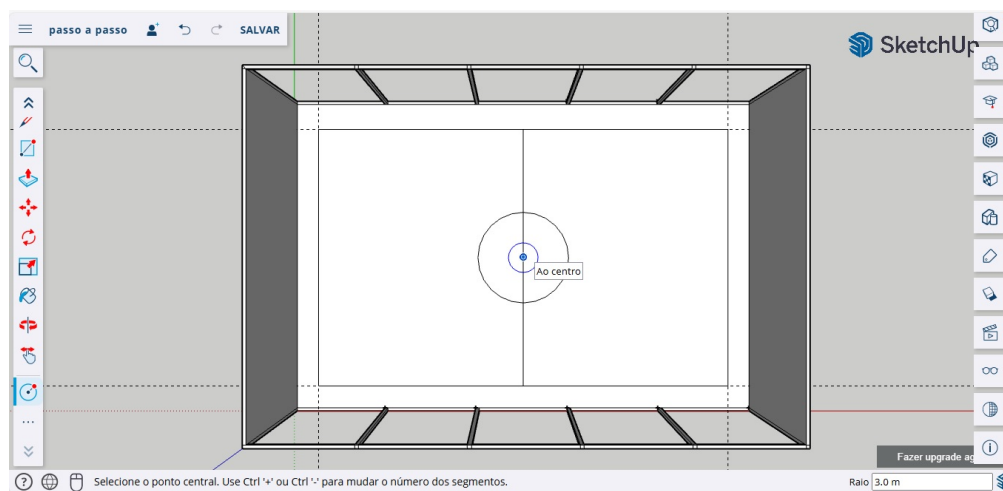 passo a passo
SALVAR
SketchUp
Ao centro
Fazer upgrade ag
Selecione o ponto central. Use Ctrl '+' ou Ctrl '-' para mudar o número dos segmentos.
Raio 3.0 m